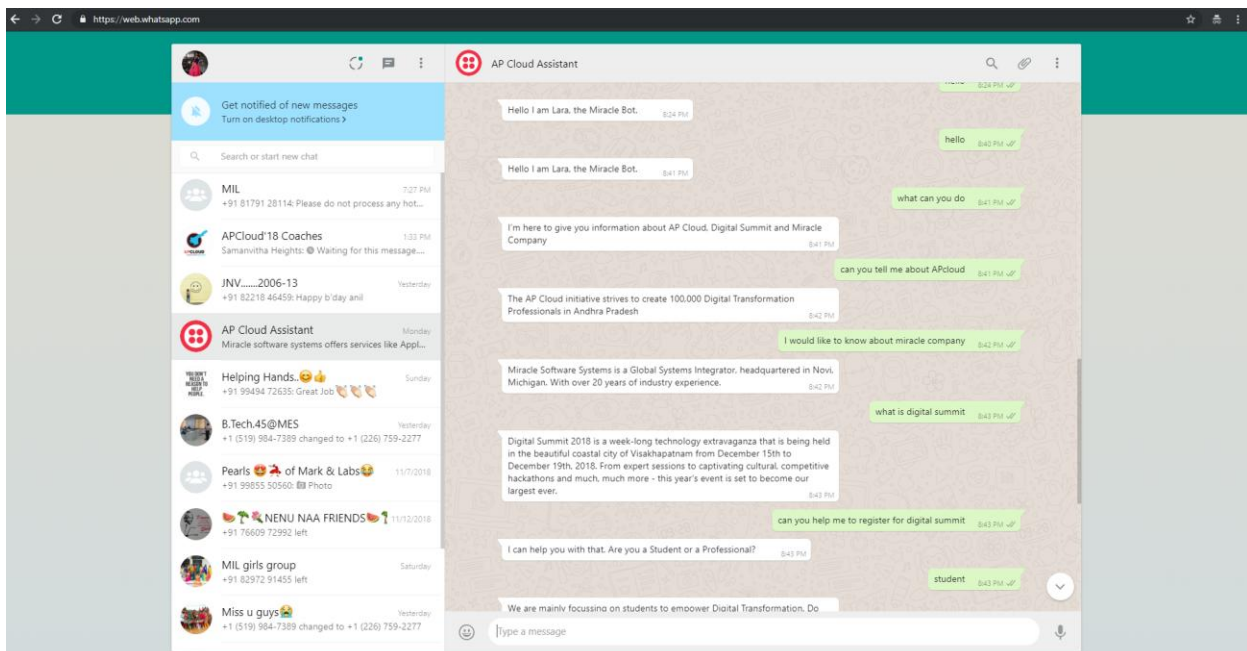 https://web.whatsapp.com
AP Cloud Assistant
Get notified of new messages
Turn on desktop notifications >
Search or start new chat
MIL
7:27 PM
+91 81791 28114: Please do not process any hot...
APCloud'18 Coaches
1:33 PM
Samanvitha Heights: Waiting for this message....
JNV......2006-13
Yesterday
+91 82218 46459: Happy b'day anil
AP Cloud Assistant
Monday
Miracle software systems offers services like Appl...
Helping Hands..😊👍
Sunday
+91 99494 72635: Great Job 👏👏👏
B.Tech.45@MES
Yesterday
+1 (519) 984-7389 changed to +1 (226) 759-2277
Pearls 😍💃 of Mark & Labs😂
11/7/2018
+91 99855 50560: Photo
🍉🌴💐NENU NAA FRIENDS🍉🌴
11/12/2018
+91 76609 72992 left
MIL girls group
Saturday
+91 82972 91455 left
Miss u guys😭
Yesterday
+1 (519) 984-7389 changed to +1 (226) 759-2277
8:24 PM
Hello I am Lara, the Miracle Bot.
8:24 PM
hello
8:40 PM
Hello I am Lara, the Miracle Bot.
8:41 PM
what can you do
8:41 PM
I'm here to give you information about AP Cloud, Digital Summit and Miracle
Company
8:41 PM
can you tell me about APcloud
8:41 PM
The AP Cloud initiative strives to create 100,000 Digital Transformation
Professionals in Andhra Pradesh
8:42 PM
I would like to know about miracle company
8:42 PM
Miracle Software Systems is a Global Systems Integrator, headquartered in Novi,
Michigan. With over 20 years of industry experience.
8:42 PM
what is digital summit
8:43 PM
Digital Summit 2018 is a week-long technology extravaganza that is being held
in the beautiful coastal city of Visakhapatnam from December 15th to
December 19th, 2018. From expert sessions to captivating cultural, competitive
hackathons and much, much more - this year's event is set to become our
largest ever.
8:43 PM
can you help me to register for digital summit
8:43 PM
I can help you with that. Are you a Student or a Professional?
8:43 PM
student
8:43 PM
We are mainly focussing on students to empower Digital Transformation. Do
Type a message